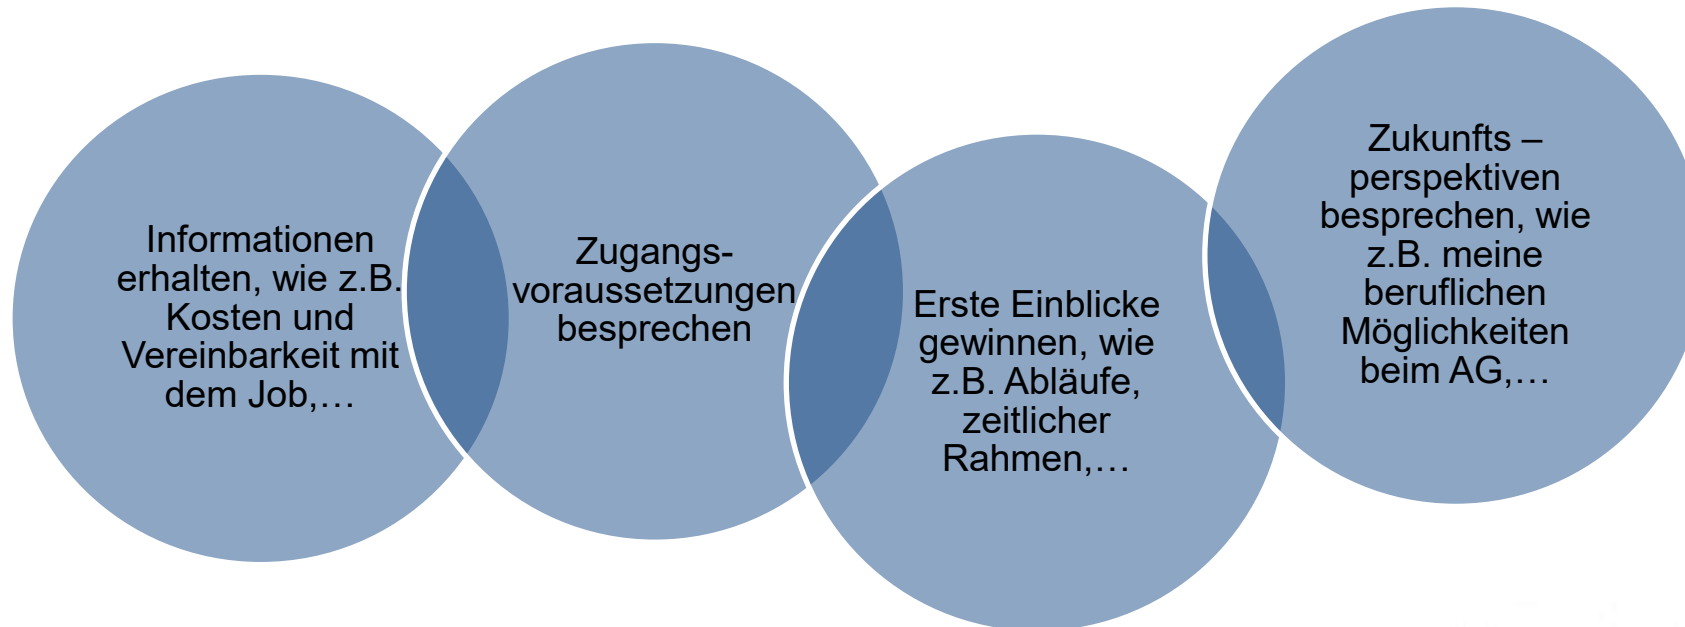 Informationen
erhalten, wie z.B.
Kosten und
Vereinbarkeit mit
dem Job,…
Zugangs-
voraussetzungen
besprechen
Erste Einblicke
gewinnen, wie
z.B. Abläufe,
zeitlicher
Rahmen,…
Zukunfts –
perspektiven
besprechen, wie
z.B. meine
beruflichen
Möglichkeiten
beim AG,…